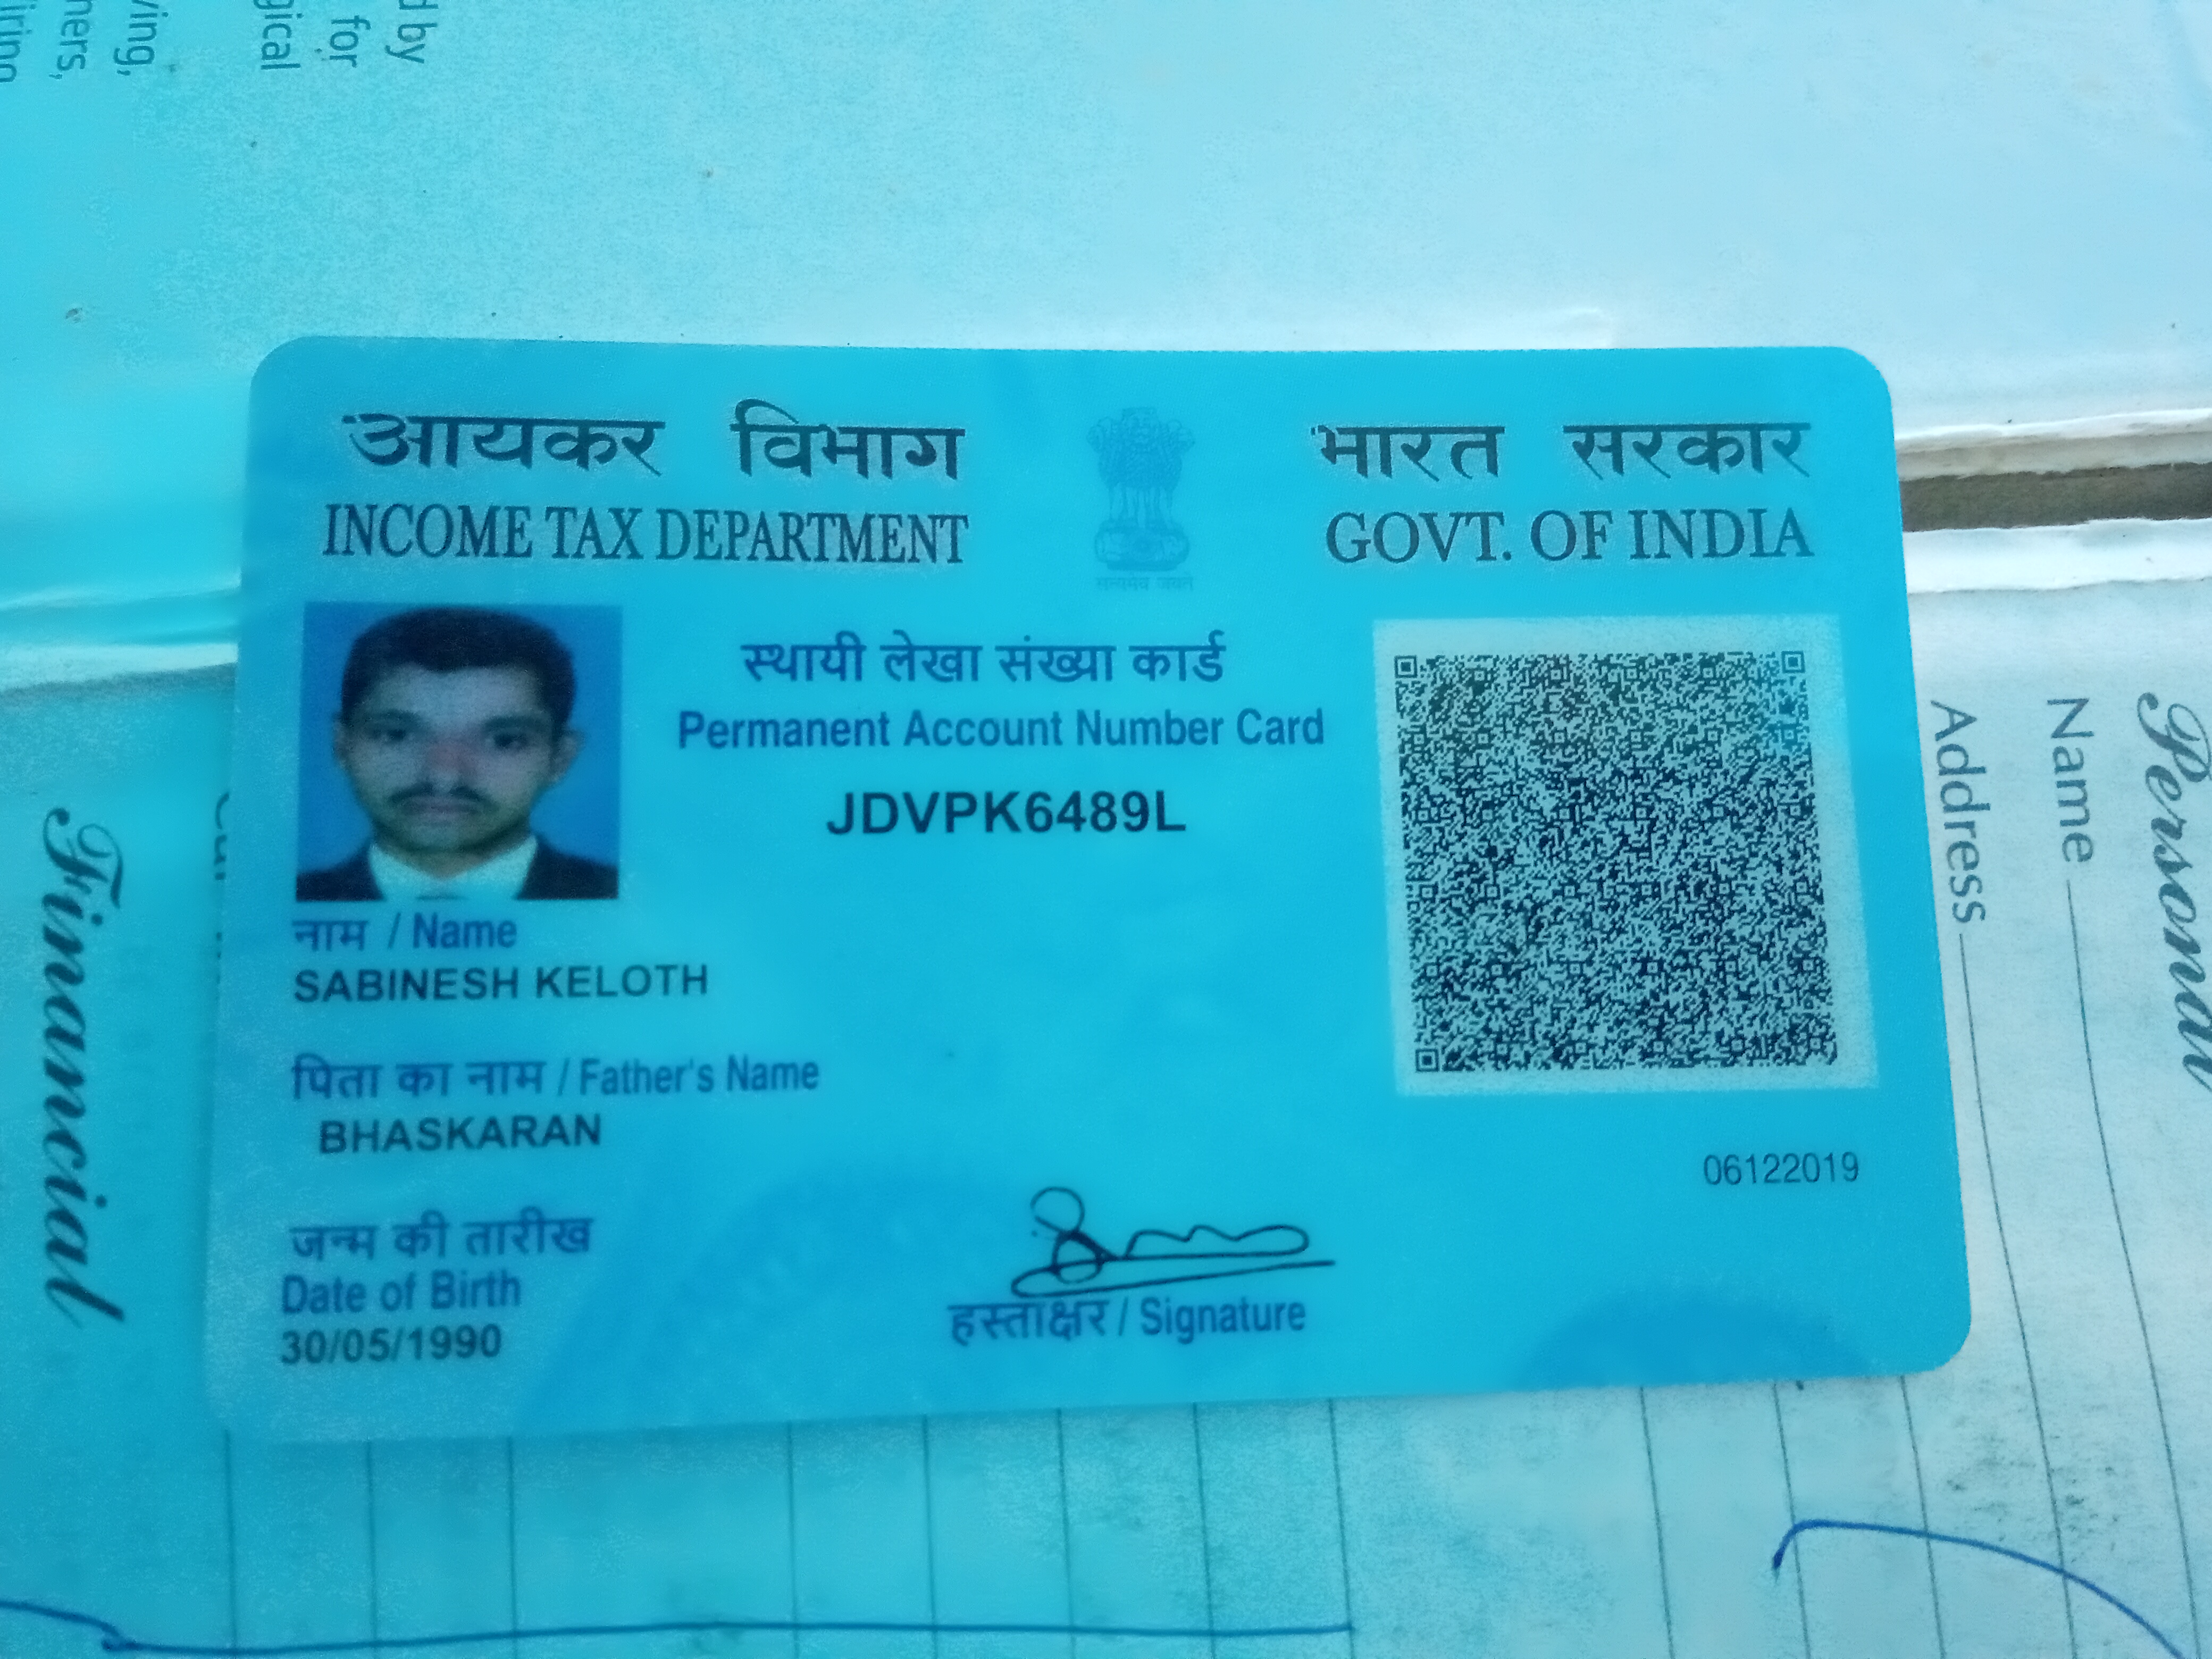 d by
for
gical
ving,
ners,
आयकर विभाग
INCOME TAX DEPARTMENT
सत्यमेव जयते
भारत सरकार
GOVT. OF INDIA
स्थायी लेखा संख्या कार्ड
Permanent Account Number Card
JDVPK6489L
नाम / Name
SABINESH KELOTH
पिता का नाम / Father's Name
BHASKARAN
जन्म की तारीख
Date of Birth
30/05/1990
हस्ताक्षर / Signature
06122019
Personal
Name
Address
Financial